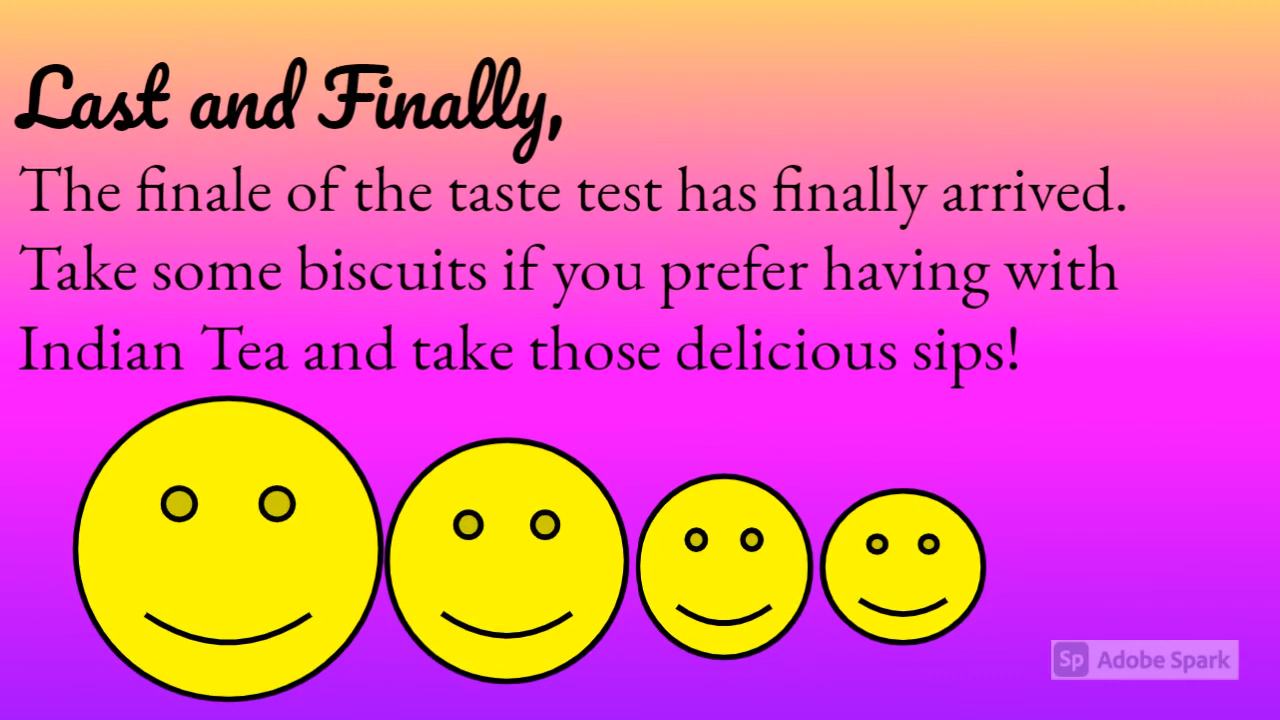 Last and Finally,
The finale of the taste test has finally arrived.
Take some biscuits if you prefer having with
Indian Tea and take those delicious sips!
Sp Adobe Spark